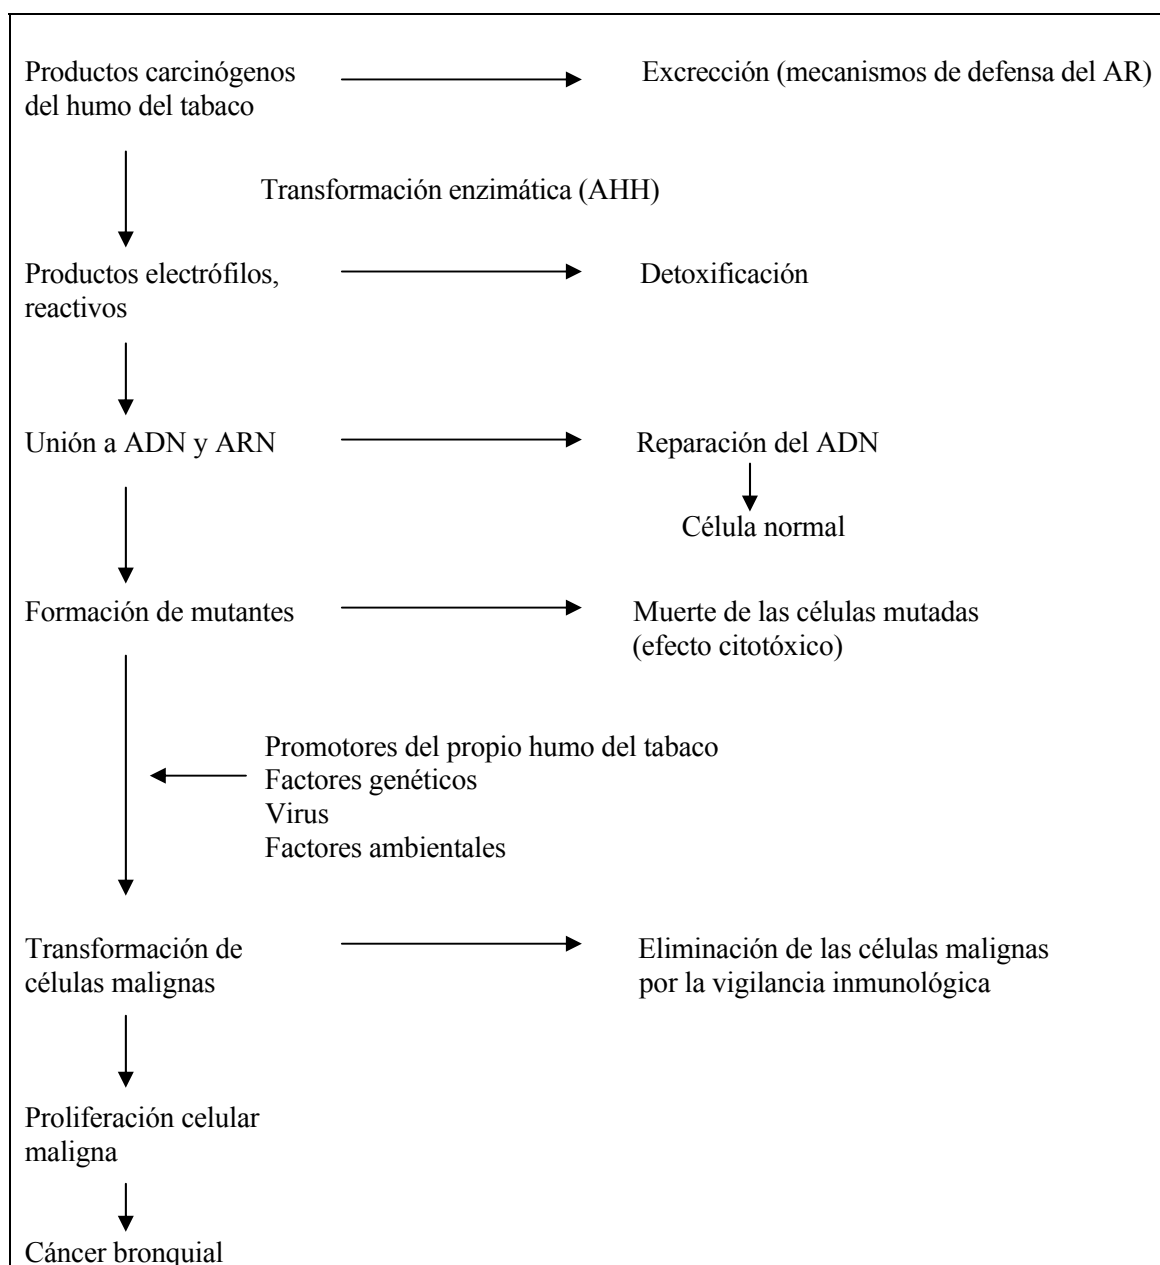 Productos carcinógenos
del humo del tabaco
Excrección (mecanismos de defensa del AR)
Transformación enzimática (AHH)
Productos electrófilos,
reactivos
Detoxificación
Unión a ADN y ARN
Reparación del ADN
Célula normal
Formación de mutantes
Muerte de las células mutadas
(efecto citotóxico)
Promotores del propio humo del tabaco
Factores genéticos
Virus
Factores ambientales
Transformación de
células malignas
Eliminación de las células malignas
por la vigilancia inmunológica
Proliferación celular
maligna
Cáncer bronquial